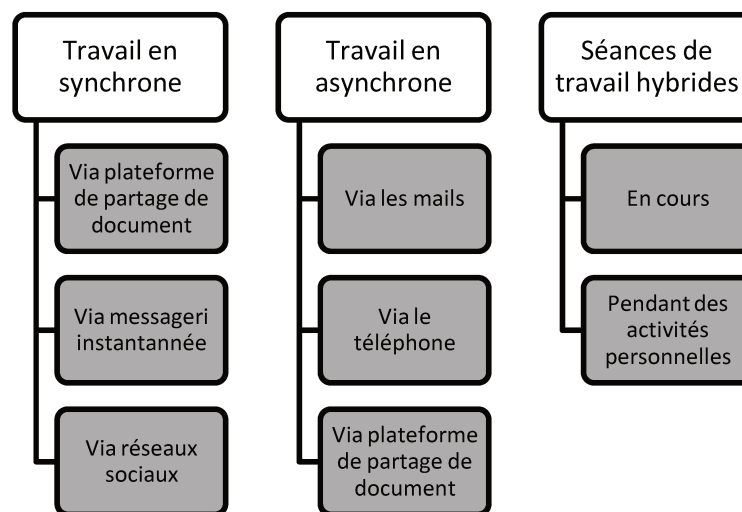 Travail en
synchrone
Via plateforme
de partage de
document
Via messageri
instantannée
Via réseaux
sociaux
Travail en
asynchrone
Via les mails
Via le
téléphone
Via plateforme
de partage de
document
Séances de
travail hybrides
En cours
Pendant des
activités
personnelles